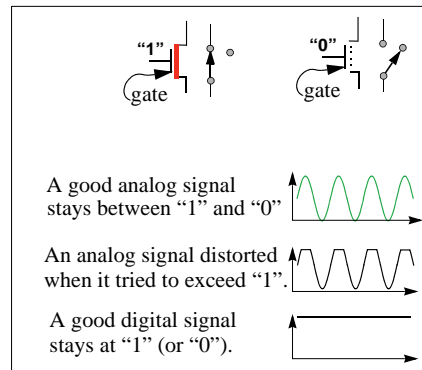 “1”
gate
“0”
gate
A good analog signal
stays between “1” and “0”
An analog signal distorted
when it tried to exceed “1”.
A good digital signal
stays at “1” (or “0”).